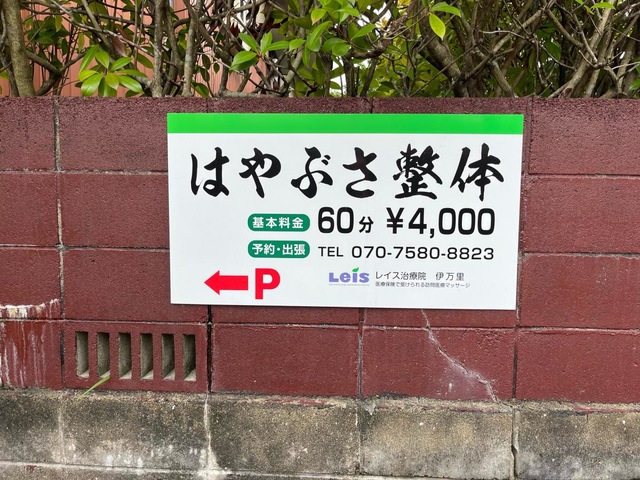 はやぶさ整体
基本料金 60分 ¥4,000
予約・出張 TEL 070-7580-8823
P
Leis レイス治療院 伊万里
医療保険で受けられる訪問医療マッサージ